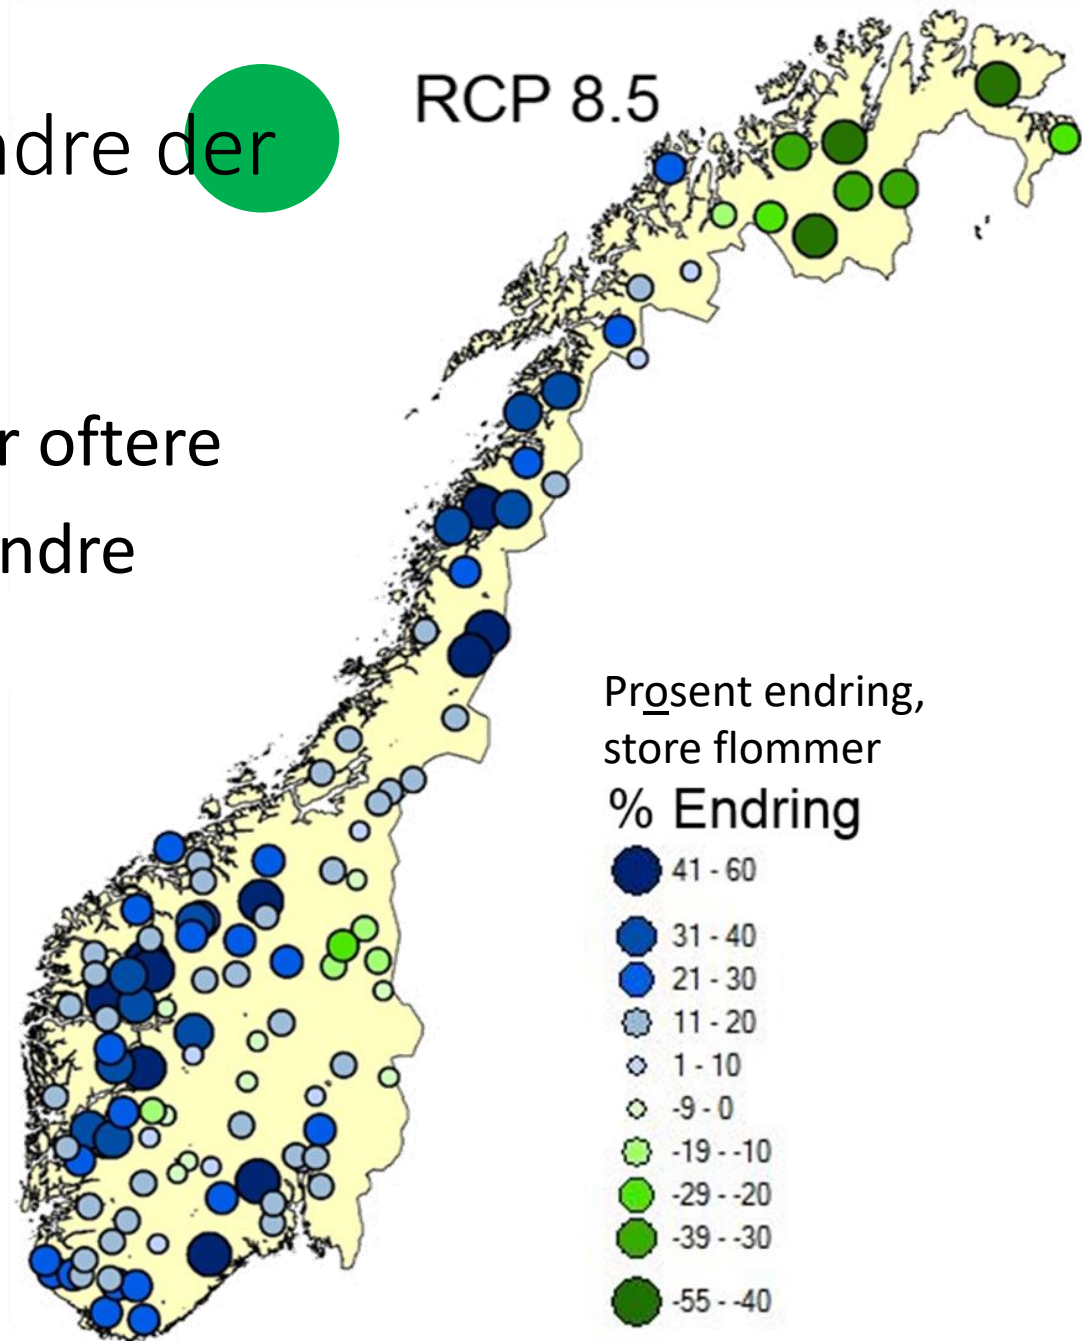 RCP 8.5
ndre der
r oftere
ndre
Prosent endring,
store flommer
% Endring
41 - 60
31 - 40
21 - 30
11 - 20
1 - 10
-9 - 0
-19 - -10
-29 - -20
-39 - -30
-55 - -40